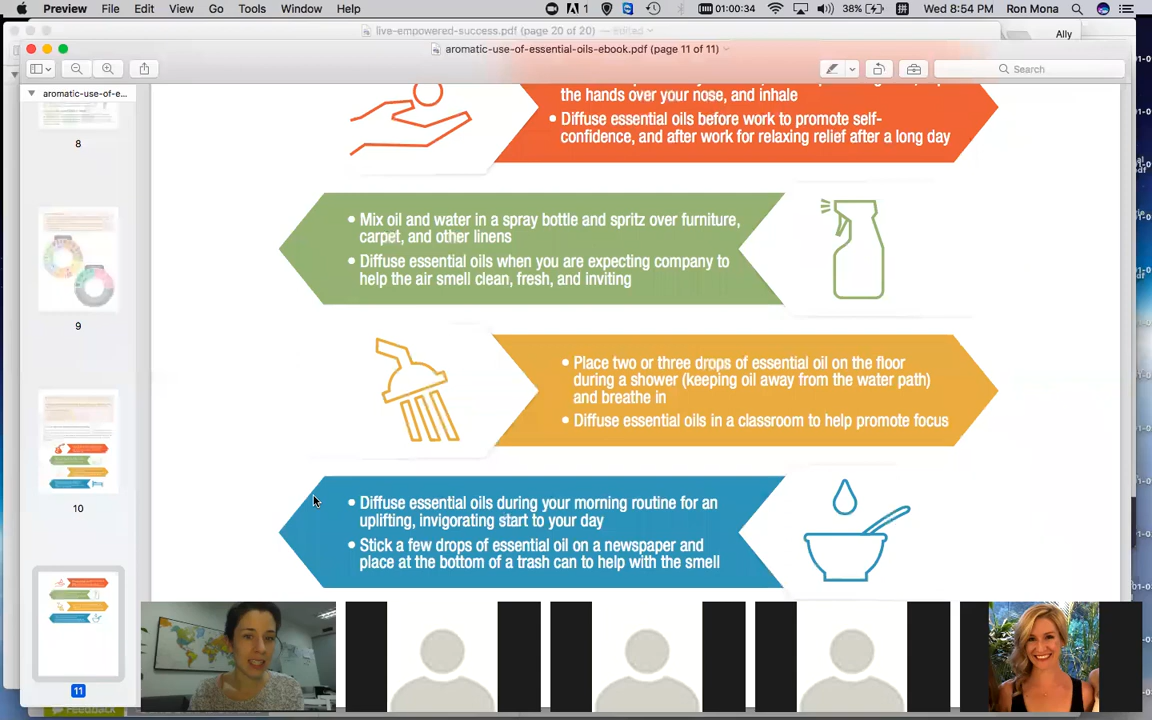 Preview File Edit View Go Tools Window Help 1 01:00:34 38% Wed 8:54 PM Ron Mona
live-empowered-success.pdf (page 20 of 20) — Edited
Ally
aromatic-use-of-essential-oils-ebook.pdf (page 11 of 11)
Search
aromatic-use-of-e...
8
9
10
11
the hands over your nose, and inhale
• Diffuse essential oils before work to promote self-
confidence, and after work for relaxing relief after a long day
• Mix oil and water in a spray bottle and spritz over furniture,
carpet, and other linens
• Diffuse essential oils when you are expecting company to
help the air smell clean, fresh, and inviting
• Place two or three drops of essential oil on the floor
during a shower (keeping oil away from the water path)
and breathe in
• Diffuse essential oils in a classroom to help promote focus
• Diffuse essential oils during your morning routine for an
uplifting, invigorating start to your day
• Stick a few drops of essential oil on a newspaper and
place at the bottom of a trash can to help with the smell